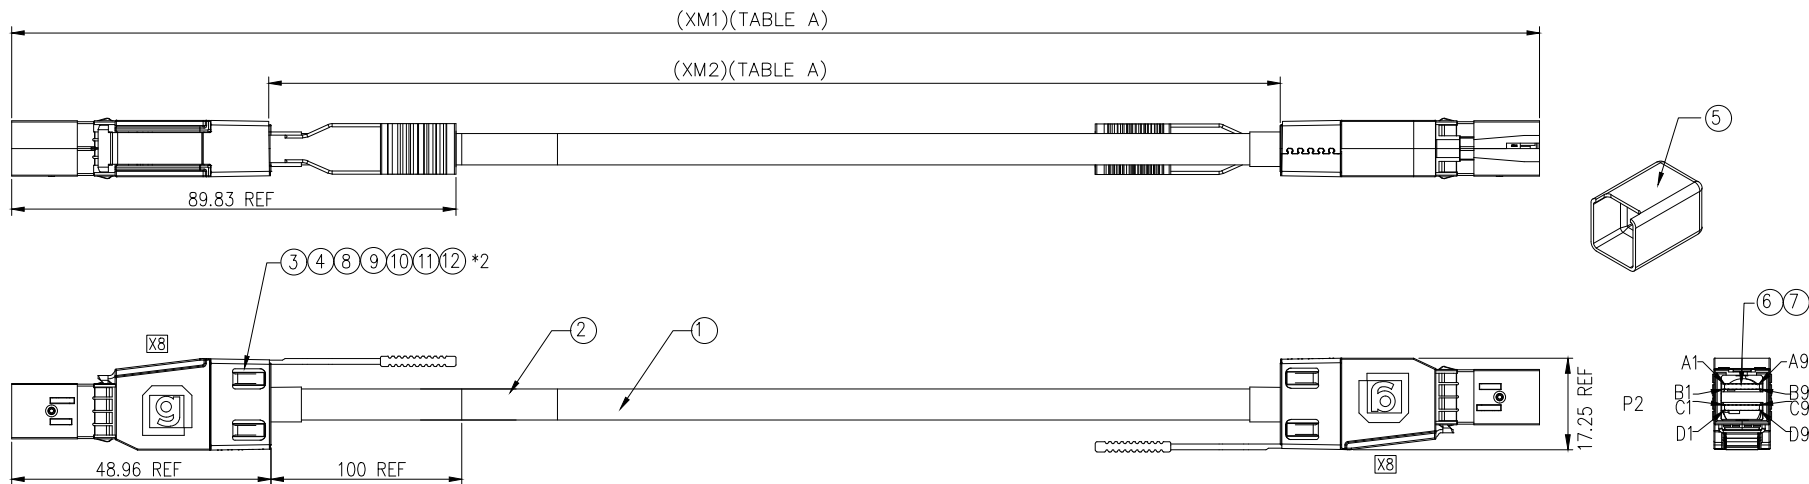 (XM1)(TABLE A)
(XM2)(TABLE A)
5
89.83 REF
3 4 8 9 10 11 12 *2
6 7
2
1
X8
A1 A9
B1 B9
C1 C9
D1 D9
P2
17.25 REF
48.96 REF
100 REF
X8